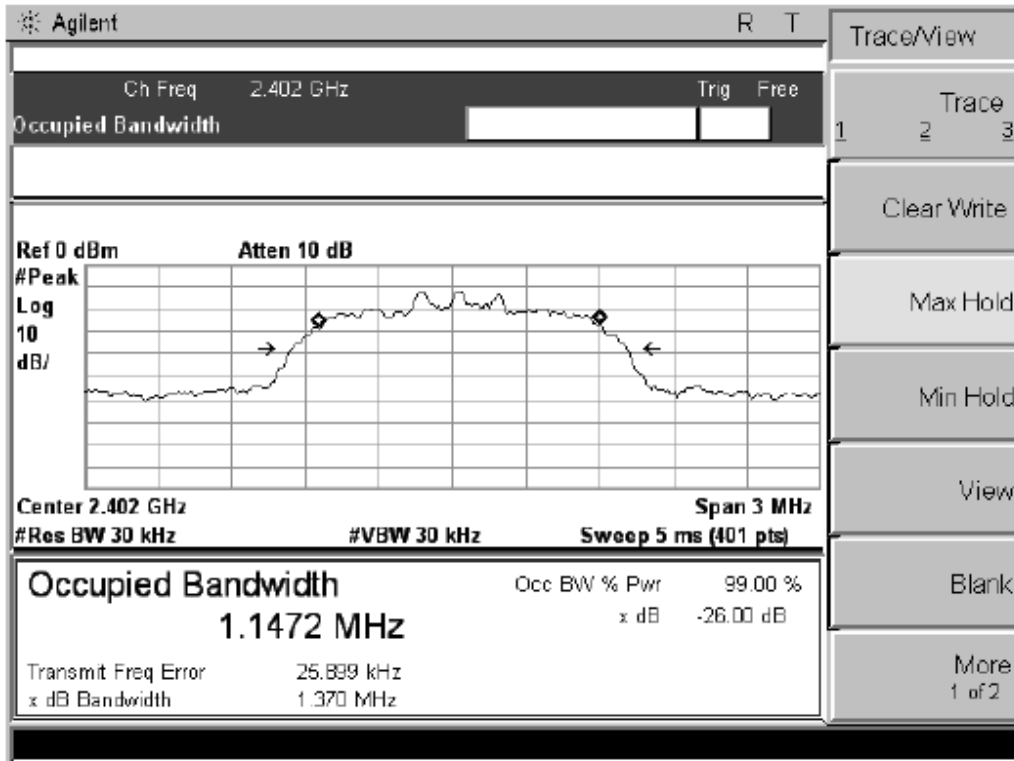 Agilent R T
Trace/View
Ch Freq 2.402 GHz Trig Free
Occupied Bandwidth
Trace
1 2 3
Clear Write
Ref 0 dBm Atten 10 dB
#Peak
Log
10
dB/
Max Hold
Min Hold
Center 2.402 GHz Span 3 MHz
#Res BW 30 kHz #VBW 30 kHz Sweep 5 ms (401 pts)
View
Occupied Bandwidth Occ BW % Pwr 99.00 %
1.1472 MHz x dB -26.00 dB
Blank
Transmit Freq Error 25.899 kHz
x dB Bandwidth 1.370 MHz
More
1 of 2